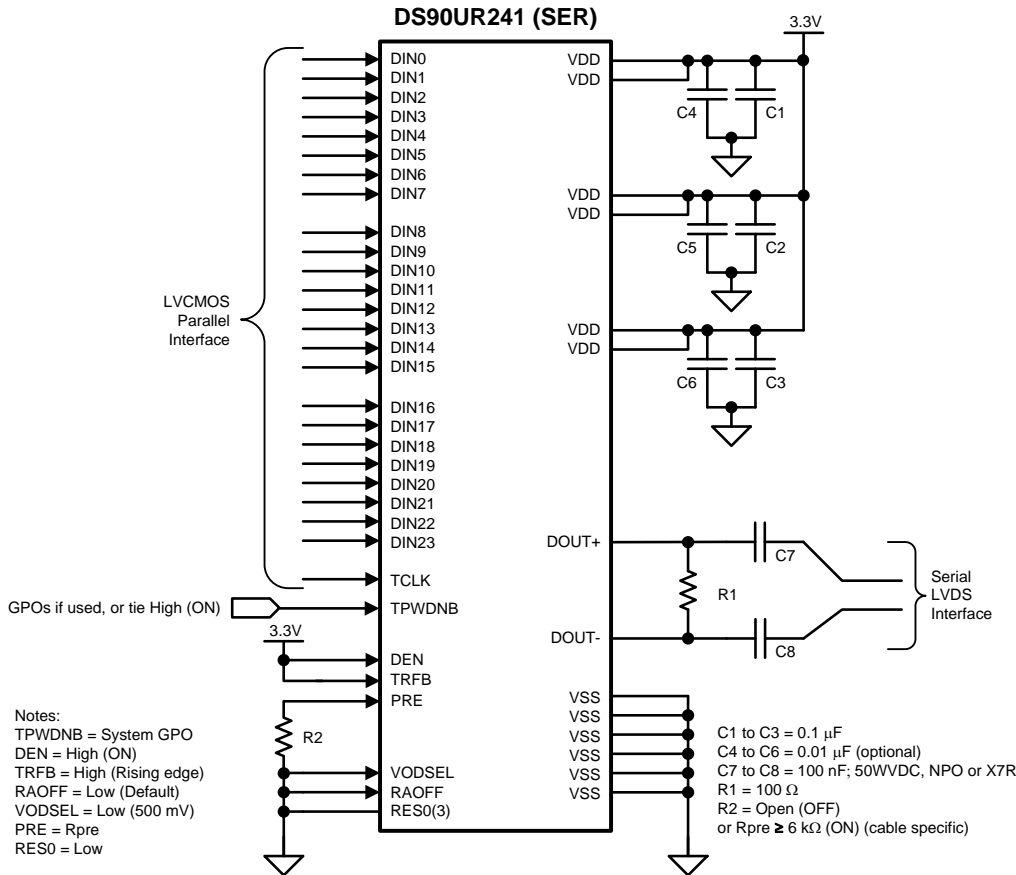 DS90UR241 (SER)
3.3V
DIN0
DIN1
DIN2
DIN3
DIN4
DIN5
DIN6
DIN7
DIN8
DIN9
DIN10
DIN11
DIN12
DIN13
DIN14
DIN15
DIN16
DIN17
DIN18
DIN19
DIN20
DIN21
DIN22
DIN23
TCLK
TPWDNB
DEN
TRFB
PRE
VODSEL
RAOFF
RES0(3)
LVCMOS
Parallel
Interface
GPOs if used, or tie High (ON)
3.3V
R2
VDD
VDD
C4
C1
VDD
VDD
C5
C2
VDD
VDD
C6
C3
DOUT+
DOUT-
C7
R1
C8
Serial
LVDS
Interface
VSS
VSS
VSS
VSS
VSS
VSS
Notes:
TPWDNB = System GPO
DEN = High (ON)
TRFB = High (Rising edge)
RAOFF = Low (Default)
VODSEL = Low (500 mV)
PRE = Rpre
RES0 = Low
C1 to C3 = 0.1 μF
C4 to C6 = 0.01 μF (optional)
C7 to C8 = 100 nF; 50WVDC, NPO or X7R
R1 = 100 Ω
R2 = Open (OFF)
or Rpre ≥ 6 kΩ (ON) (cable specific)